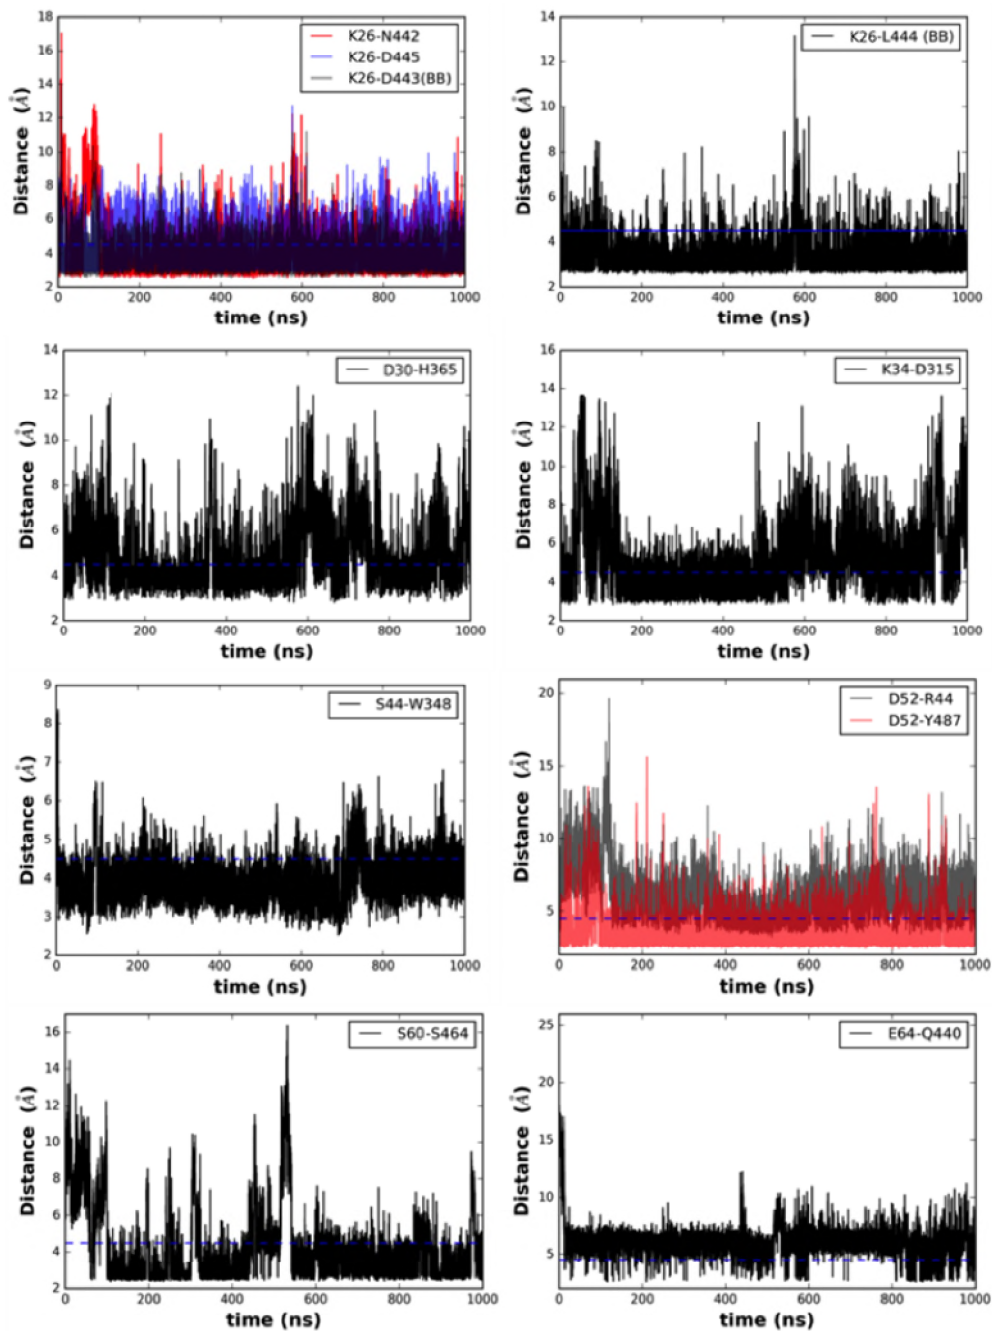 18
16
14
12
10
8
6
4
2
Distance (Å)
K26-N442
K26-D445
K26-D443(BB)
0 200 400 600 800 1000
time (ns)
14
12
10
8
6
4
2
Distance (Å)
K26-L444 (BB)
0 200 400 600 800 1000
time (ns)
14
12
10
8
6
4
2
Distance (Å)
D30-H365
0 200 400 600 800 1000
time (ns)
16
14
12
10
8
6
4
2
Distance (Å)
K34-D315
0 200 400 600 800 1000
time (ns)
9
8
7
6
5
4
3
2
Distance (Å)
S44-W348
0 200 400 600 800 1000
time (ns)
20
15
10
5
Distance (Å)
D52-R44
D52-Y487
0 200 400 600 800 1000
time (ns)
16
14
12
10
8
6
4
2
Distance (Å)
S60-S464
0 200 400 600 800 1000
time (ns)
25
20
15
10
5
Distance (Å)
E64-Q440
0 200 400 600 800 1000
time (ns)